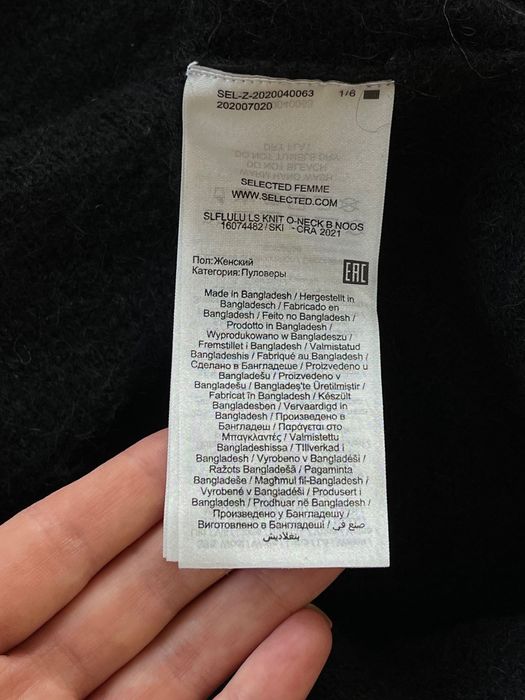 SEL-Z-2020040063 1/6
202007020
SELECTED FEMME
WWW.SELECTED.COM
SLFLULU LS KNIT O-NECK B NOOS
16074482/SKI -CRA 2021
Пол:Женский
Категория:Пуловеры
EAC
Made in Bangladesh / Hergestellt in
Bangladesch / Fabricado en
Bangladesh / Feito no Bangladesh /
Prodotto in Bangladesh /
Wyprodukowano w Bangladeszu /
Fremstillet i Bangladesh / Valmistatud
Bangladeshis / Fabriqué au Bangladesh /
Сделано в Бангладеше / Proizvedeno u
Bangladešu / Proizvedeno v
Bangladešu / Bangladeş'te Üretilmiştir /
Fabricat în Bangladesh / Készült
Bangladesben / Vervaardigd in
Bangladesh / Произведено в
Бангладеш / Παράγεται στο
Μπαγκλαντές / Valmistettu
Bangladeshissa / Tillverkad i
Bangladesh / Vyrobeno v Bangladéši /
Ražots Bangladešā / Pagaminta
Bangladeše / Magħmul fil-Bangladesh /
Vyrobené v Bangladéši / Produsert i
Bangladesh / Prodhuar në Bangladesh /
Произведено у Бангладешу /
Виготовлено в Бангладеші / صنع في
بنغلاديش